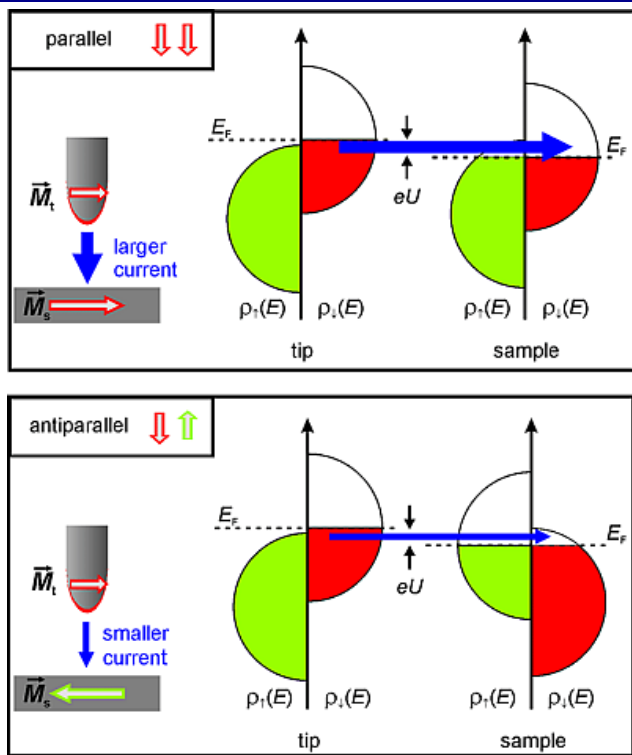 parallel
E_F
E_F
M⃗_t
eU
larger
current
M⃗_s
ρ↑(E) ρ↓(E)
ρ↑(E) ρ↓(E)
tip
sample
antiparallel
E_F
E_F
M⃗_t
eU
smaller
current
M⃗_s
ρ↑(E) ρ↓(E)
ρ↑(E) ρ↓(E)
tip
sample